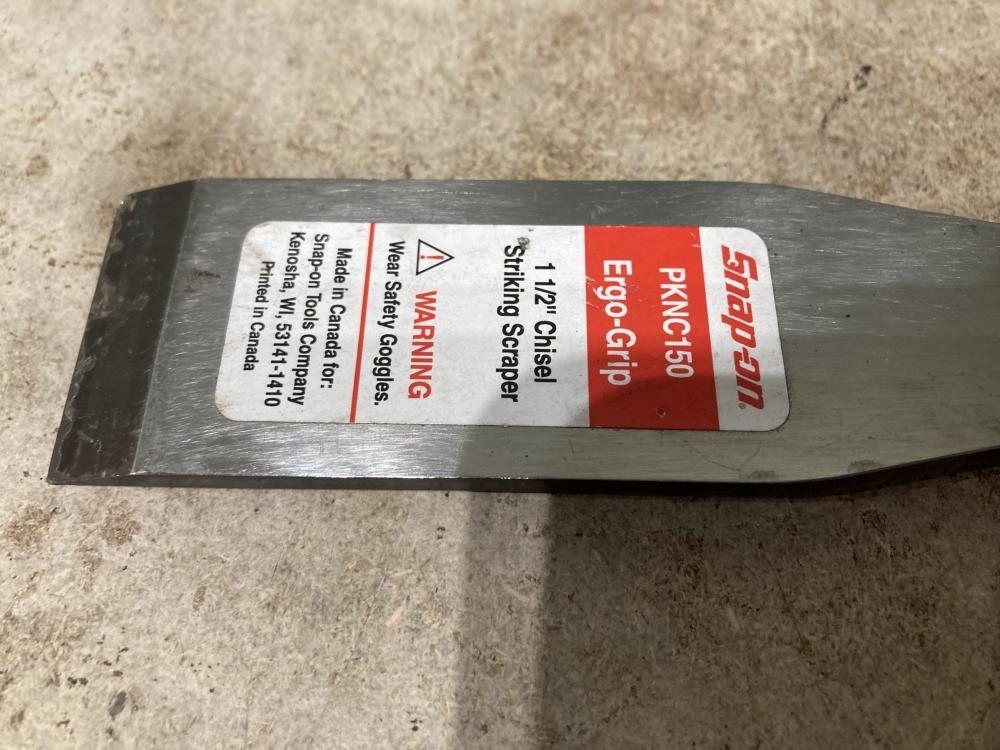 Snap-on®
PKNC150
Ergo-Grip
1 1/2" Chisel
Striking Scraper
WARNING
Wear Safety Goggles.
Made in Canada for:
Snap-on Tools Company
Kenosha, WI, 53141-1410
Printed in Canada